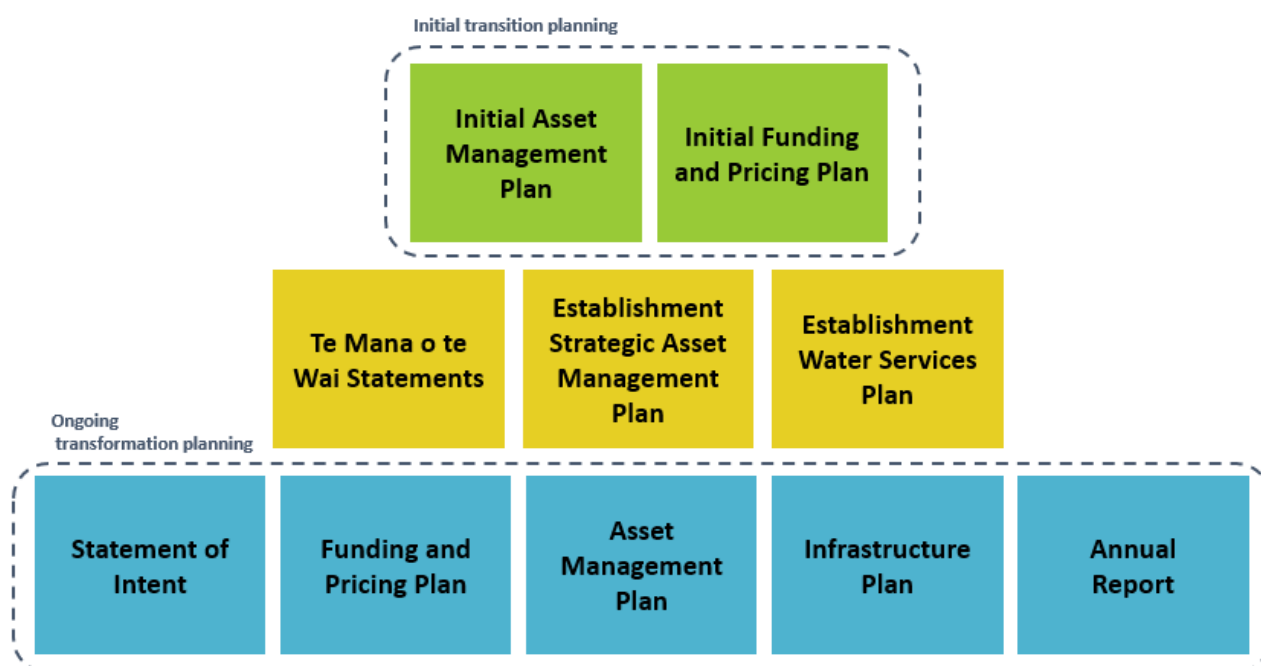 Initial transition planning
Initial Asset
Management
Plan
Initial Funding
and Pricing Plan
Te Mana o te
Wai Statements
Establishment
Strategic Asset
Management
Plan
Establishment
Water Services
Plan
Ongoing
transformation planning
Statement of
Intent
Funding and
Pricing Plan
Asset
Management
Plan
Infrastructure
Plan
Annual
Report